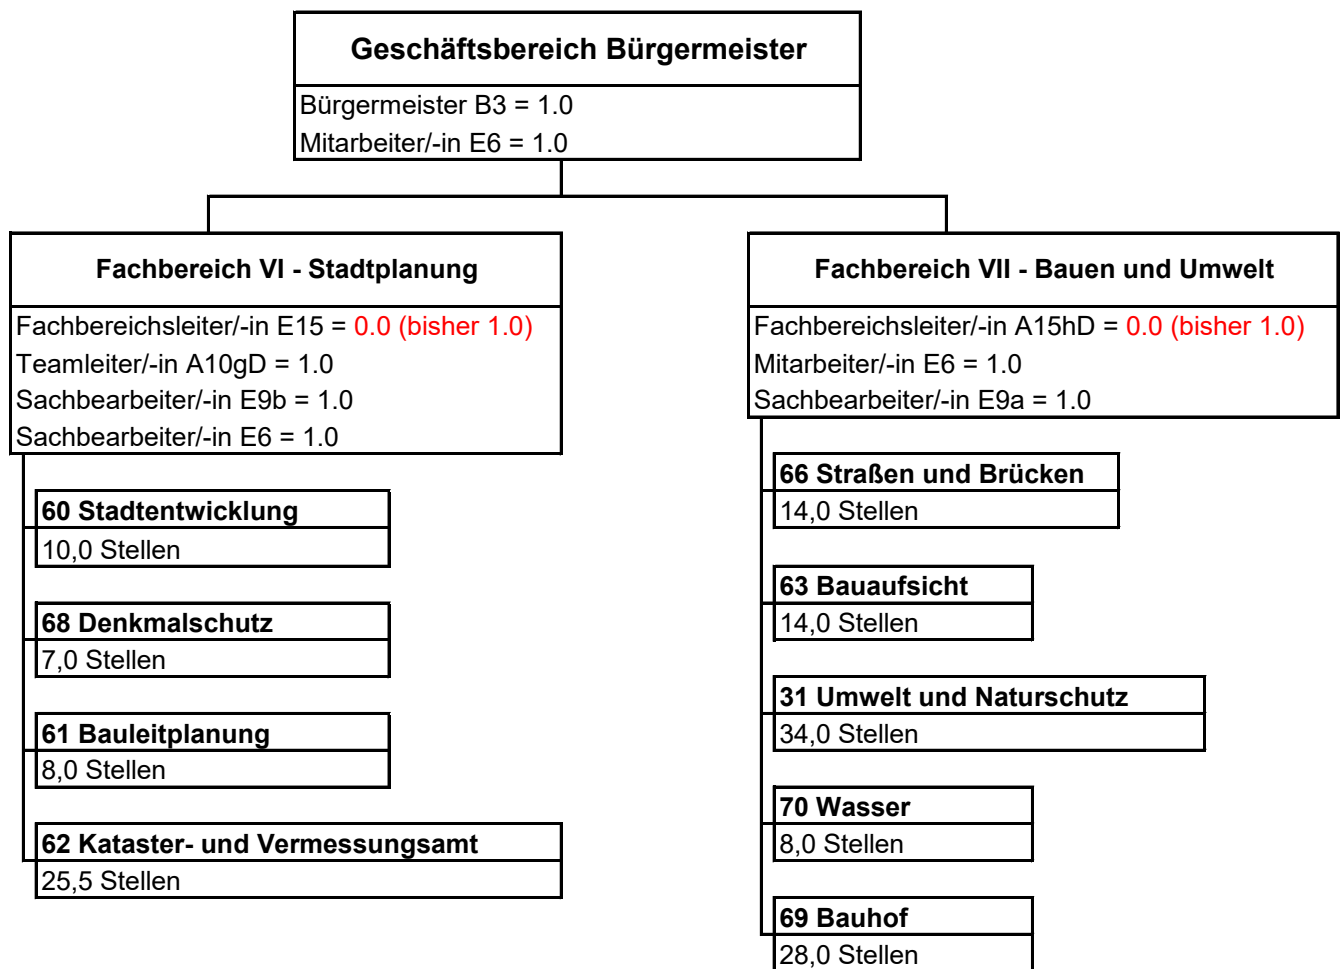 Geschäftsbereich Bürgermeister
Bürgermeister B3 = 1.0
Mitarbeiter/-in E6 = 1.0
Fachbereich VI - Stadtplanung
Fachbereichsleiter/-in E15 = 0.0 (bisher 1.0)
Teamleiter/-in A10gD = 1.0
Sachbearbeiter/-in E9b = 1.0
Sachbearbeiter/-in E6 = 1.0
60 Stadtentwicklung
10,0 Stellen
68 Denkmalschutz
7,0 Stellen
61 Bauleitplanung
8,0 Stellen
62 Kataster- und Vermessungsamt
25,5 Stellen
Fachbereich VII - Bauen und Umwelt
Fachbereichsleiter/-in A15hD = 0.0 (bisher 1.0)
Mitarbeiter/-in E6 = 1.0
Sachbearbeiter/-in E9a = 1.0
66 Straßen und Brücken
14,0 Stellen
63 Bauaufsicht
14,0 Stellen
31 Umwelt und Naturschutz
34,0 Stellen
70 Wasser
8,0 Stellen
69 Bauhof
28,0 Stellen